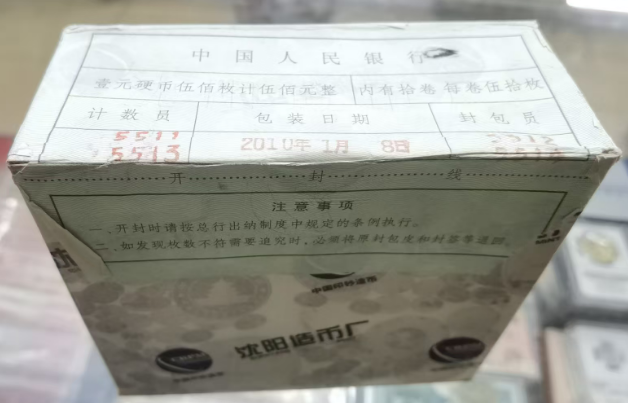 中国人民银行
壹元硬币伍佰枚计伍佰元整 内有拾卷每卷伍拾枚
计数员 包装日期 封包员
5511 5512
5513 2010年1月 8日
开 封 线
注意事项
一、开封时请按总行出纳制度中规定的条例执行。
二、如发现枚数不符需要追究时，必须将原封包皮和封签等退回
中国印钞造币
沈阳造币厂